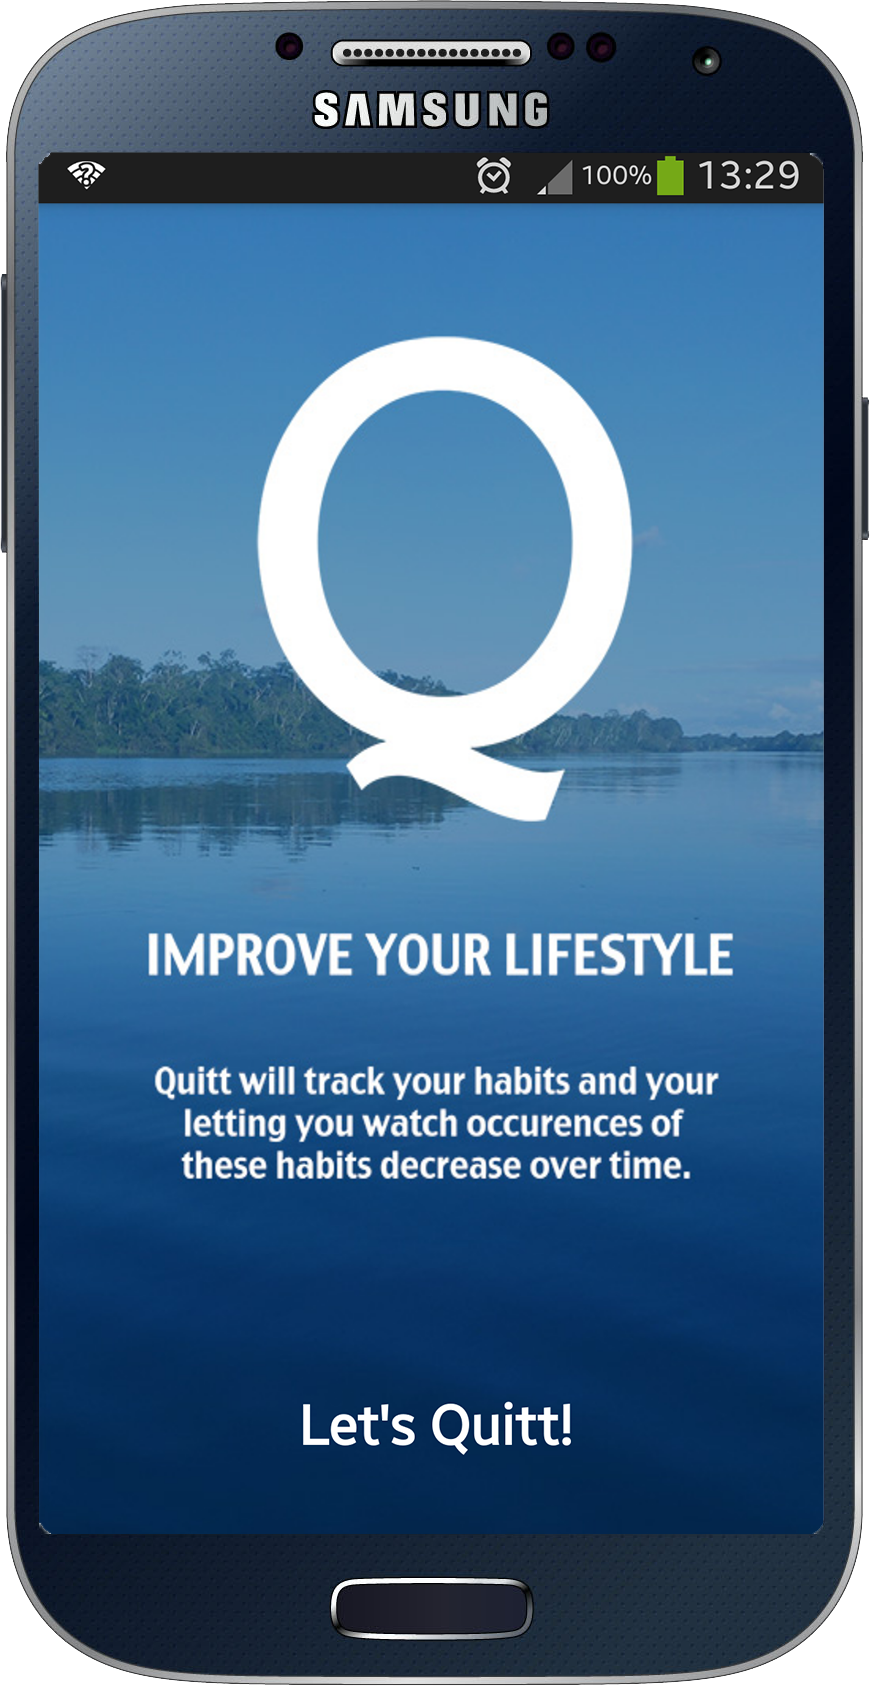 SAMSUNG
100% 13:29
Q
IMPROVE YOUR LIFESTYLE
Quitt will track your habits and your
letting you watch occurences of
these habits decrease over time.
Let's Quitt!